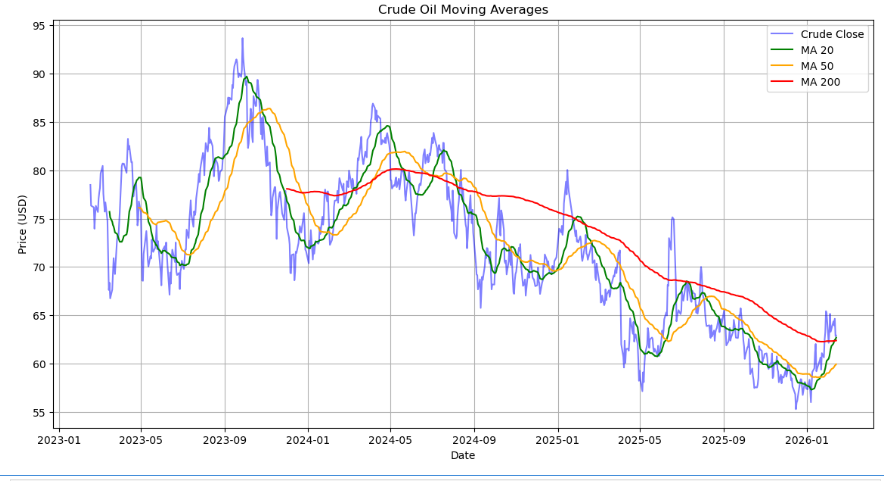 Crude Oil Moving Averages
95
90
85
80
75
70
65
60
55
Price (USD)
Crude Close
MA 20
MA 50
MA 200
2023-01
2023-05
2023-09
2024-01
2024-05
2024-09
2025-01
2025-05
2025-09
2026-01
Date